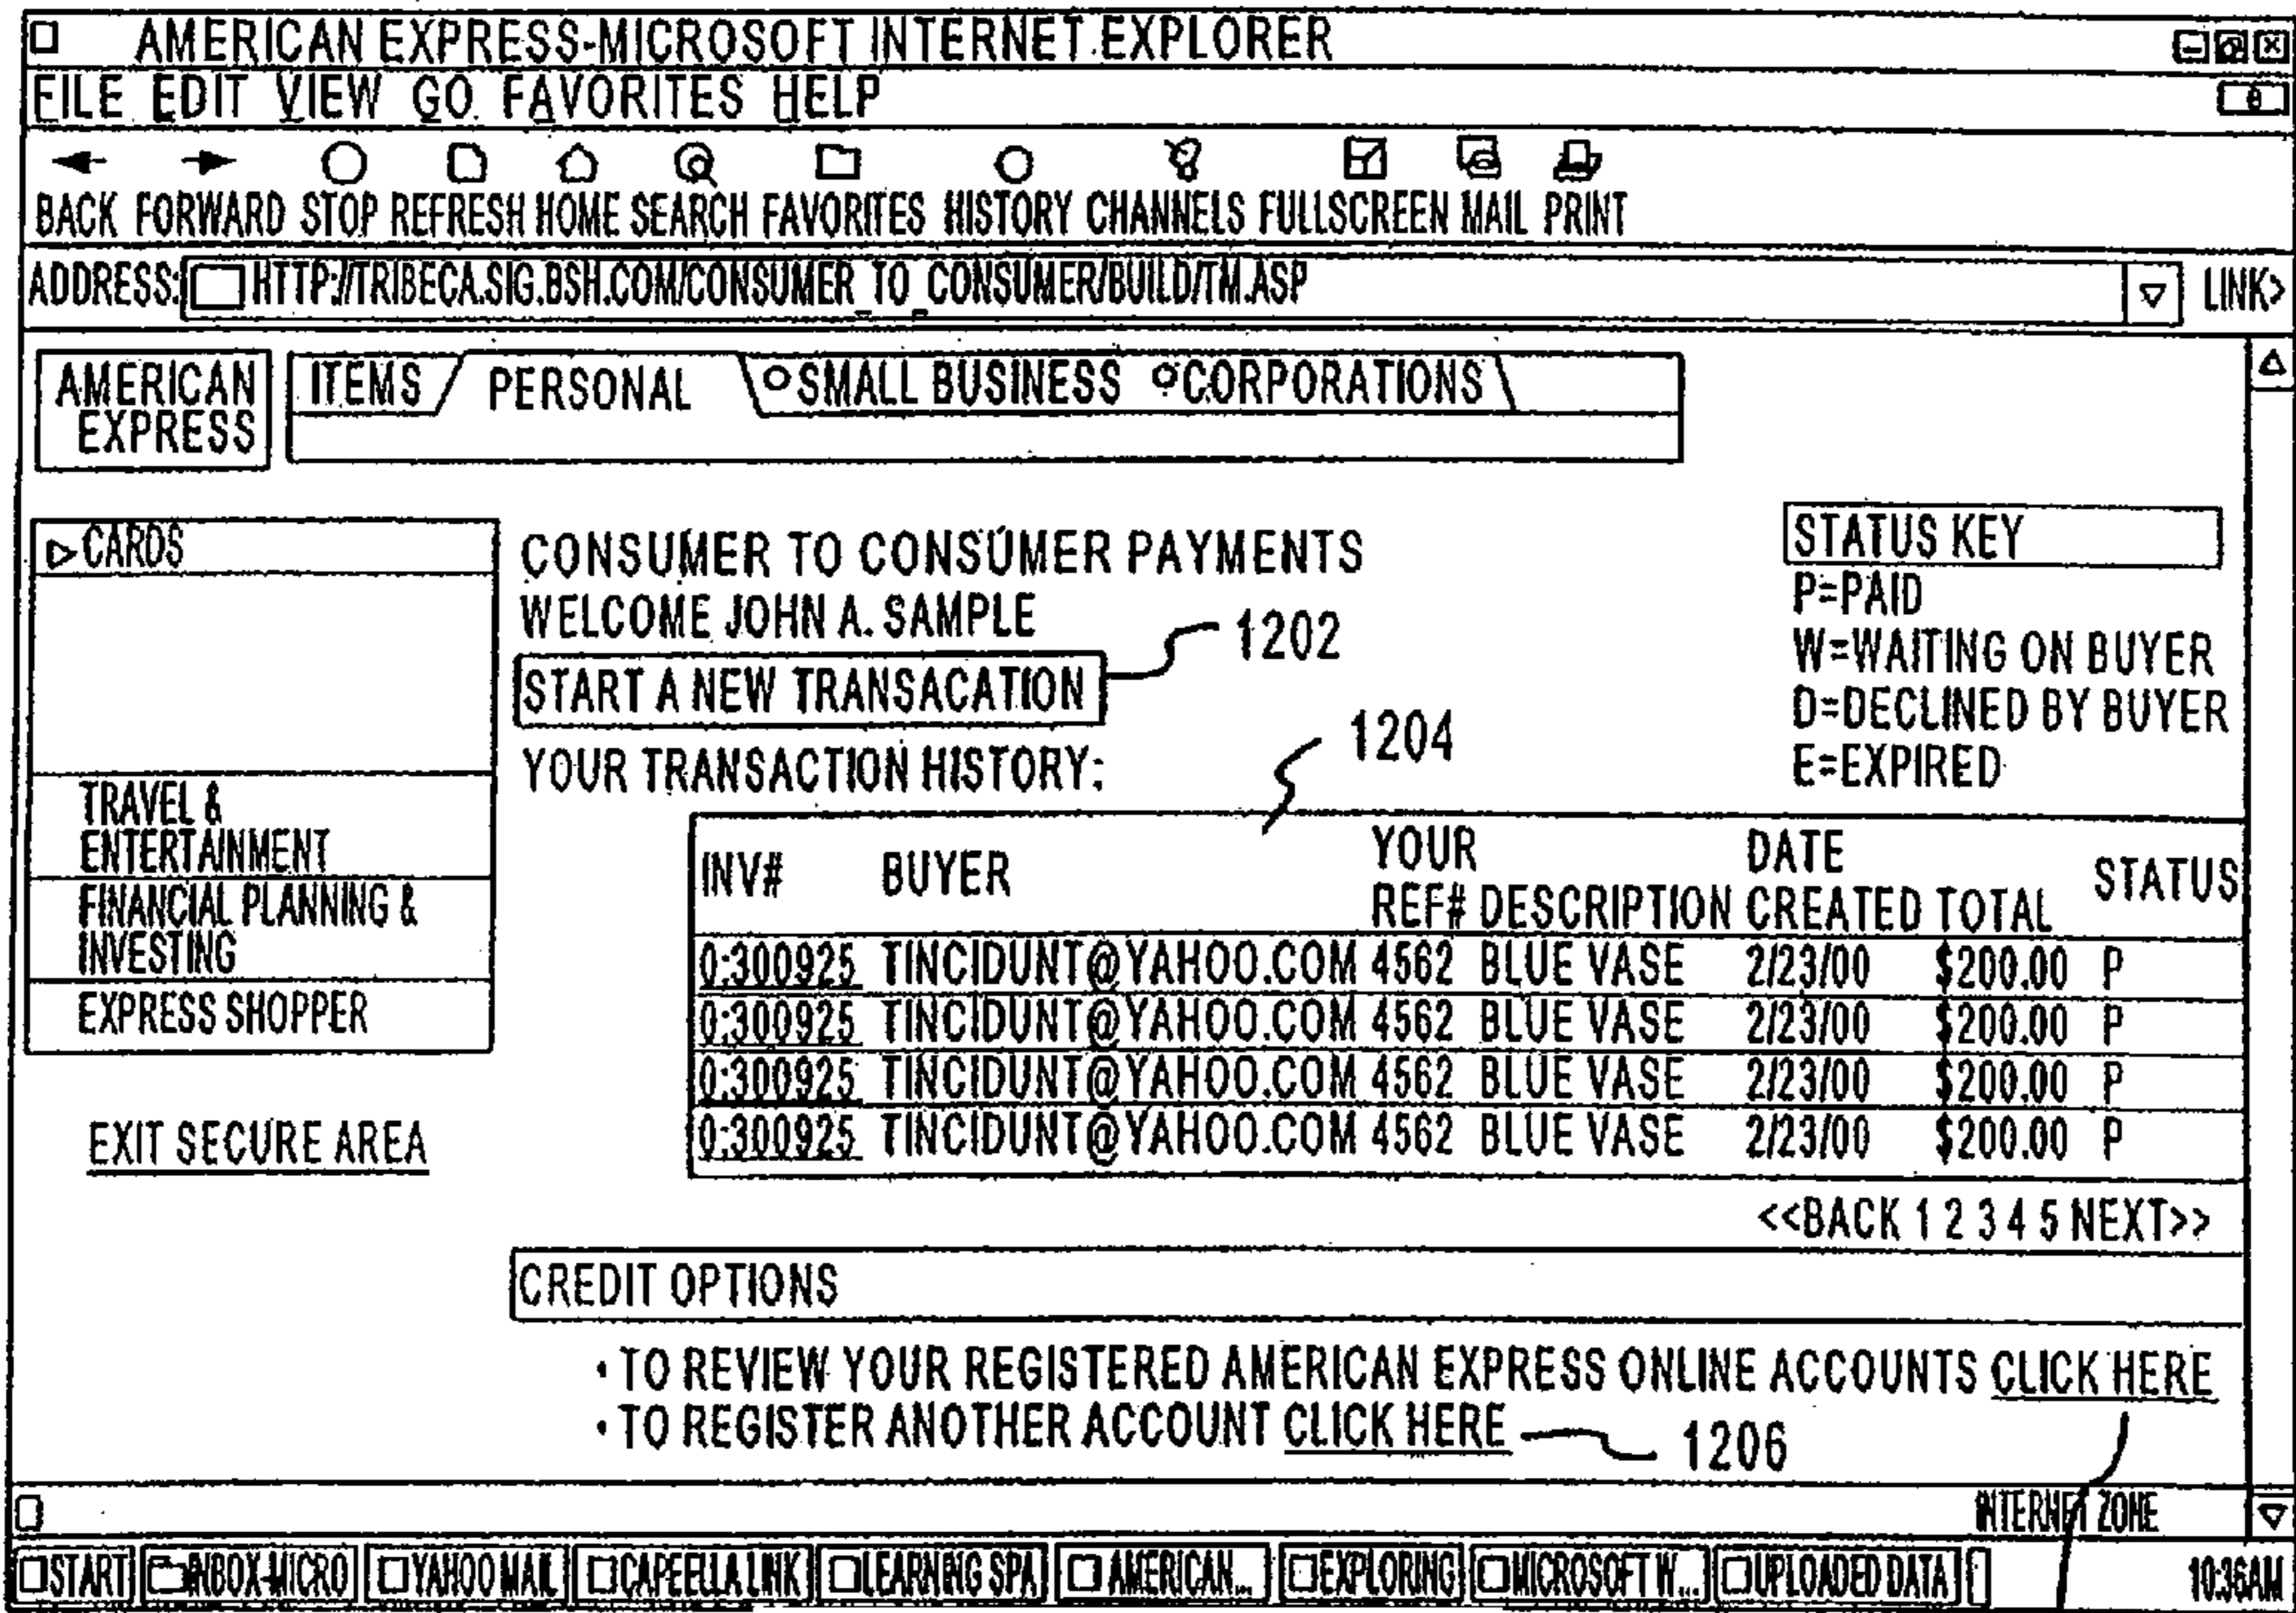 AMERICAN EXPRESS-MICROSOFT INTERNET EXPLORER
FILE EDIT VIEW GO FAVORITES HELP
BACK FORWARD STOP REFRESH HOME SEARCH FAVORITES HISTORY CHANNELS FULLSCREEN MAIL PRINT
ADDRESS: HTTP://TRIBECA.SIG.BSH.COM/CONSUMER_TO_CONSUMER/BUILD/TM.ASP LINK>
AMERICAN EXPRESS
ITEMS PERSONAL SMALL BUSINESS CORPORATIONS
CARDS
TRAVEL &
ENTERTAINMENT
FINANCIAL PLANNING &
INVESTING
EXPRESS SHOPPER
EXIT SECURE AREA
CONSUMER TO CONSUMER PAYMENTS
WELCOME JOHN A. SAMPLE
START A NEW TRANSACATION 1202
YOUR TRANSACTION HISTORY: 1204
STATUS KEY
P=PAID
W=WAITING ON BUYER
D=DECLINED BY BUYER
E=EXPIRED
INV# BUYER YOUR REF# DESCRIPTION DATE CREATED TOTAL STATUS
0:300925 TINCIDUNT@YAHOO.COM 4562 BLUE VASE 2/23/00 $200.00 P
0:300925 TINCIDUNT@YAHOO.COM 4562 BLUE VASE 2/23/00 $200.00 P
0:300925 TINCIDUNT@YAHOO.COM 4562 BLUE VASE 2/23/00 $200.00 P
0:300925 TINCIDUNT@YAHOO.COM 4562 BLUE VASE 2/23/00 $200.00 P
<<BACK 1 2 3 4 5 NEXT>>
CREDIT OPTIONS
• TO REVIEW YOUR REGISTERED AMERICAN EXPRESS ONLINE ACCOUNTS CLICK HERE
• TO REGISTER ANOTHER ACCOUNT CLICK HERE 1206
INTERNET ZONE
START INBOX-MICRO YAHOO MAIL CAPEELLA LINK LEARNING SPA AMERICAN... EXPLORING MICROSOFT W... UPLOADED DATA 10:36AM